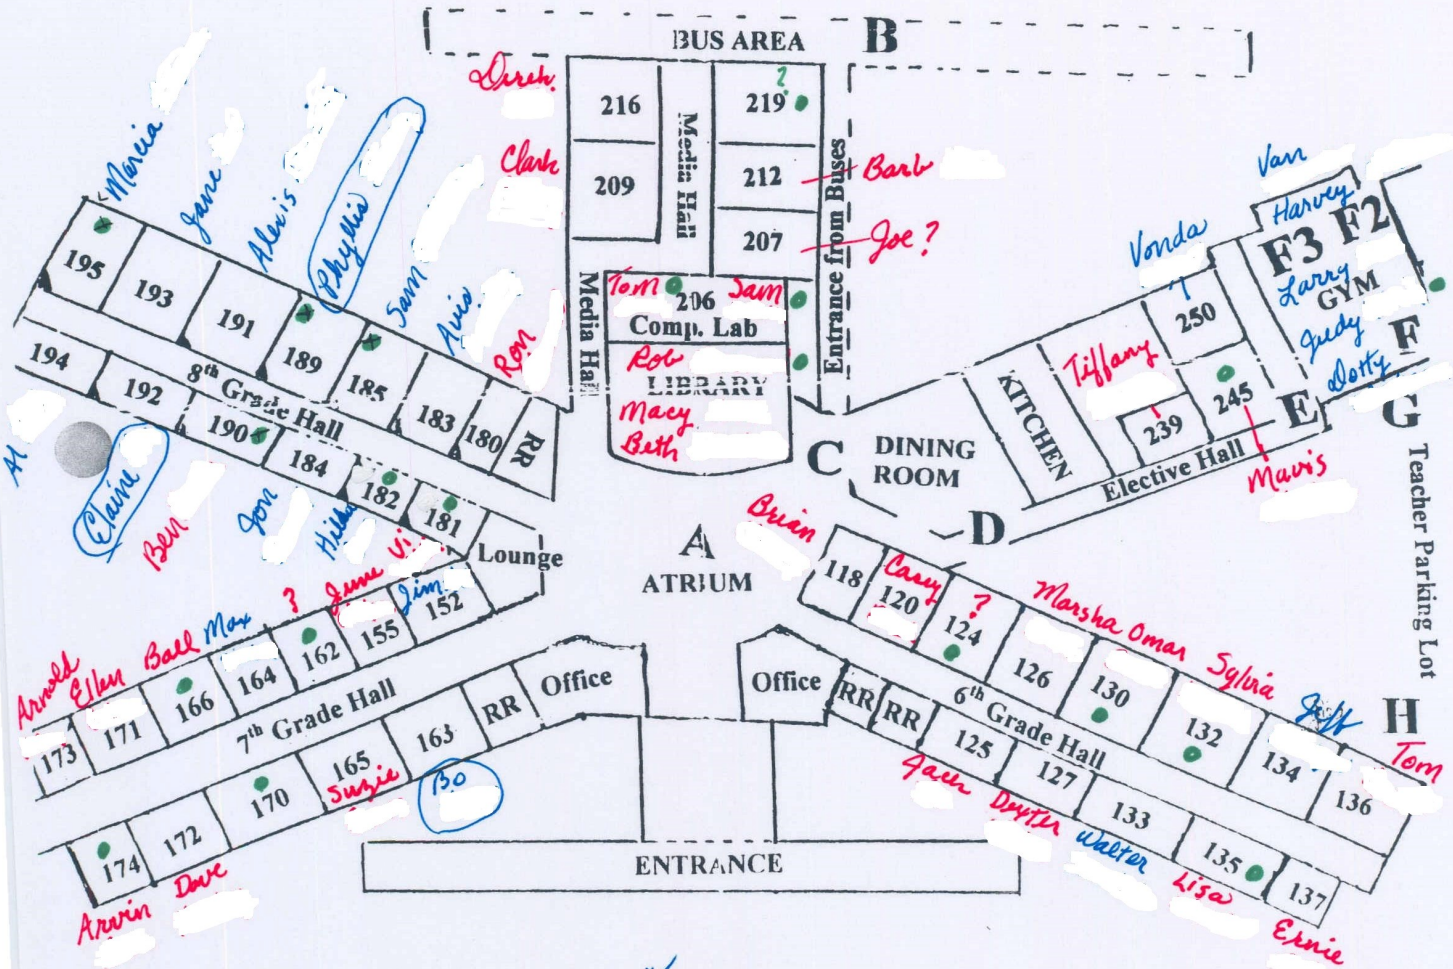 BUS AREA B
Derek
216
Media Hall
219
?
Clark
209
212
Barb
207
Joe ?
Entrance from Buses
Media Hall
Tom
206
Sam
Comp. Lab
Rob
LIBRARY
Macy
Beth
Marcia
Jane
Alexis
Phyllis
Sam
Avis
Ron
195
193
191
189
185
183
180
RR
8th Grade Hall
194
192
190
184
182
181
Lounge
Al
Elaine
Ben
Jon
Vi
C
DINING
ROOM
KITCHEN
Vonda
250
Tiffany
239
245
Mavis
Elective Hall
E
D
Van
Harvey
F3 F2
Larry
GYM
Judy
F
Dotty
G
Teacher Parking Lot
H
A
ATRIUM
Arnold
Ellen
Ball
Max
?
June
Jim
173
171
166
164
162
155
152
7th Grade Hall
174
172
170
165
163
RR
Office
Suzie
Bo
Arvin
Dave
Brian
118
Casey
120
?
124
Marsha
126
Omar
130
Sylvia
132
Jeff
134
Tom
136
6th Grade Hall
Office
RR
RR
125
127
133
135
137
Dexter
Walter
Lisa
Ernie
ENTRANCE